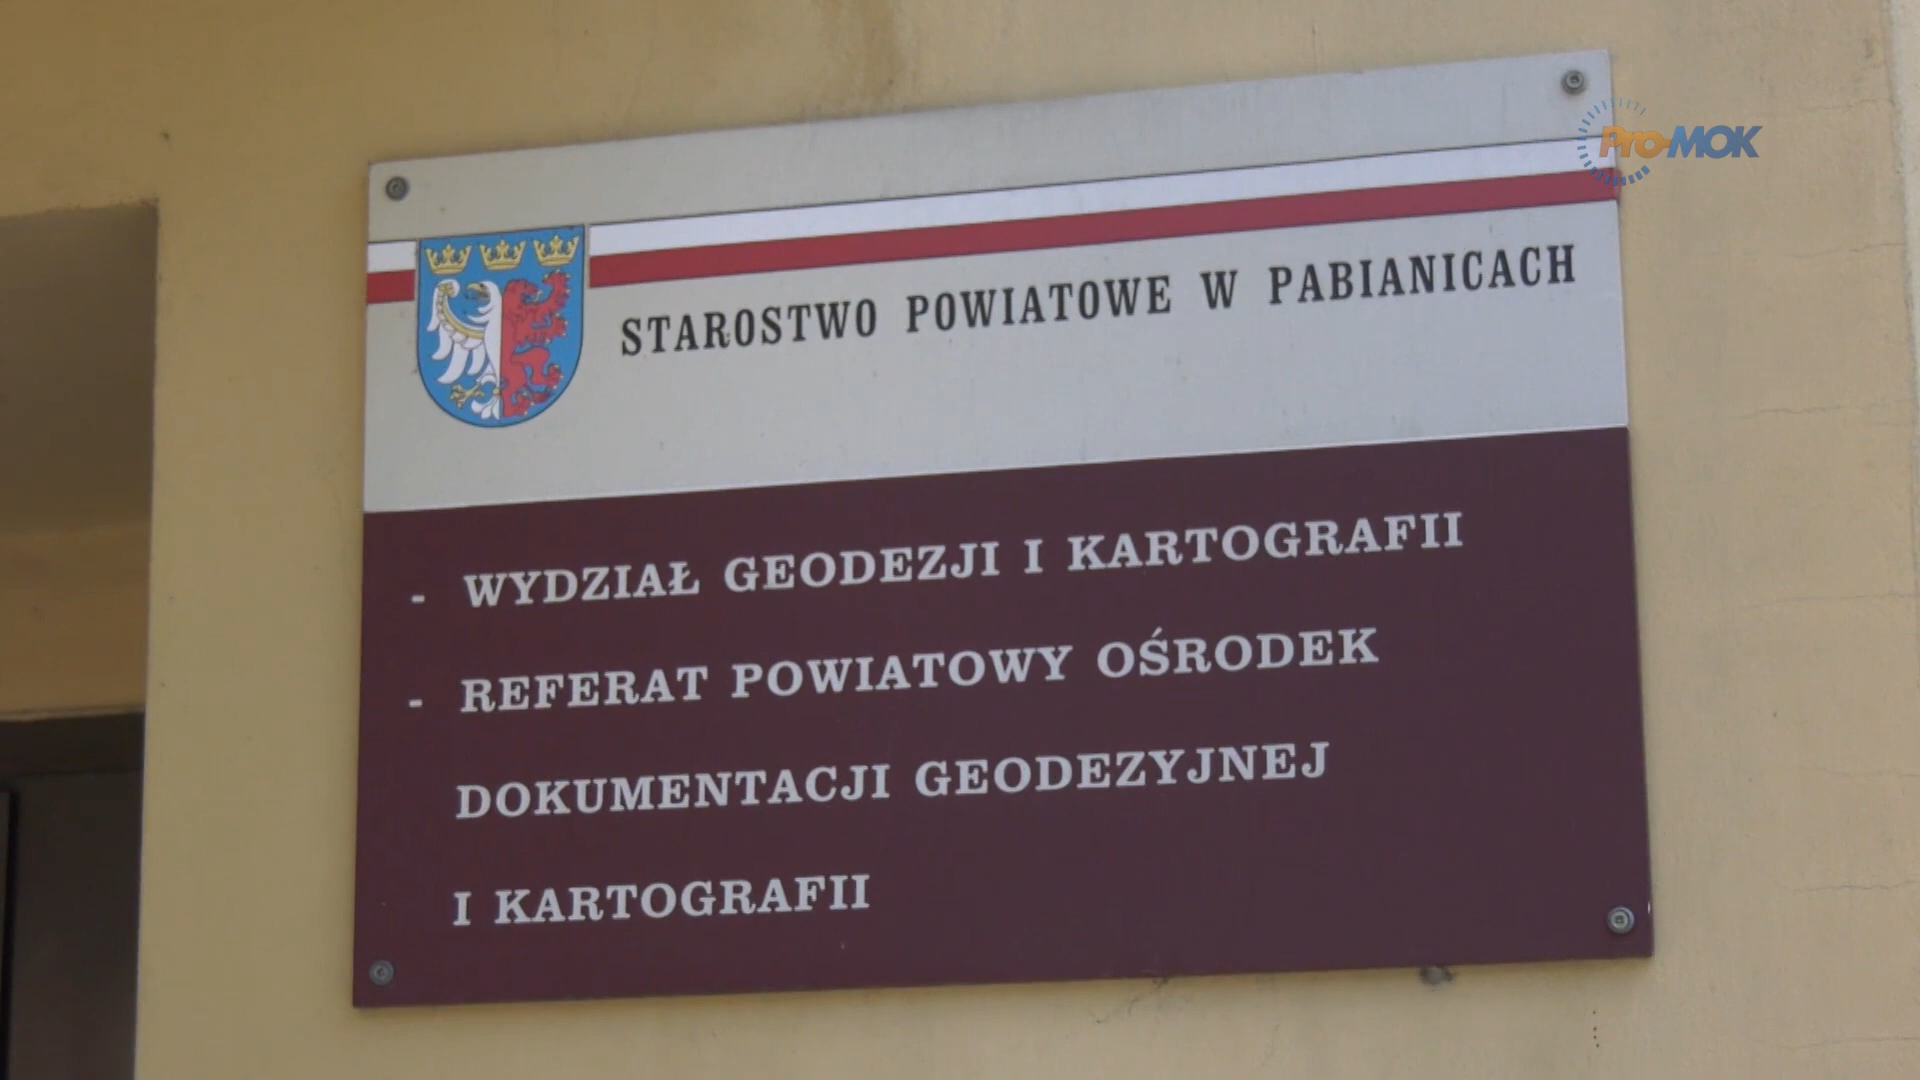 Pro-MOK
STAROSTWO POWIATOWE W PABIANICACH
- WYDZIAŁ GEODEZJI I KARTOGRAFII
- REFERAT POWIATOWY OŚRODEK
DOKUMENTACJI GEODEZYJNEJ
I KARTOGRAFII